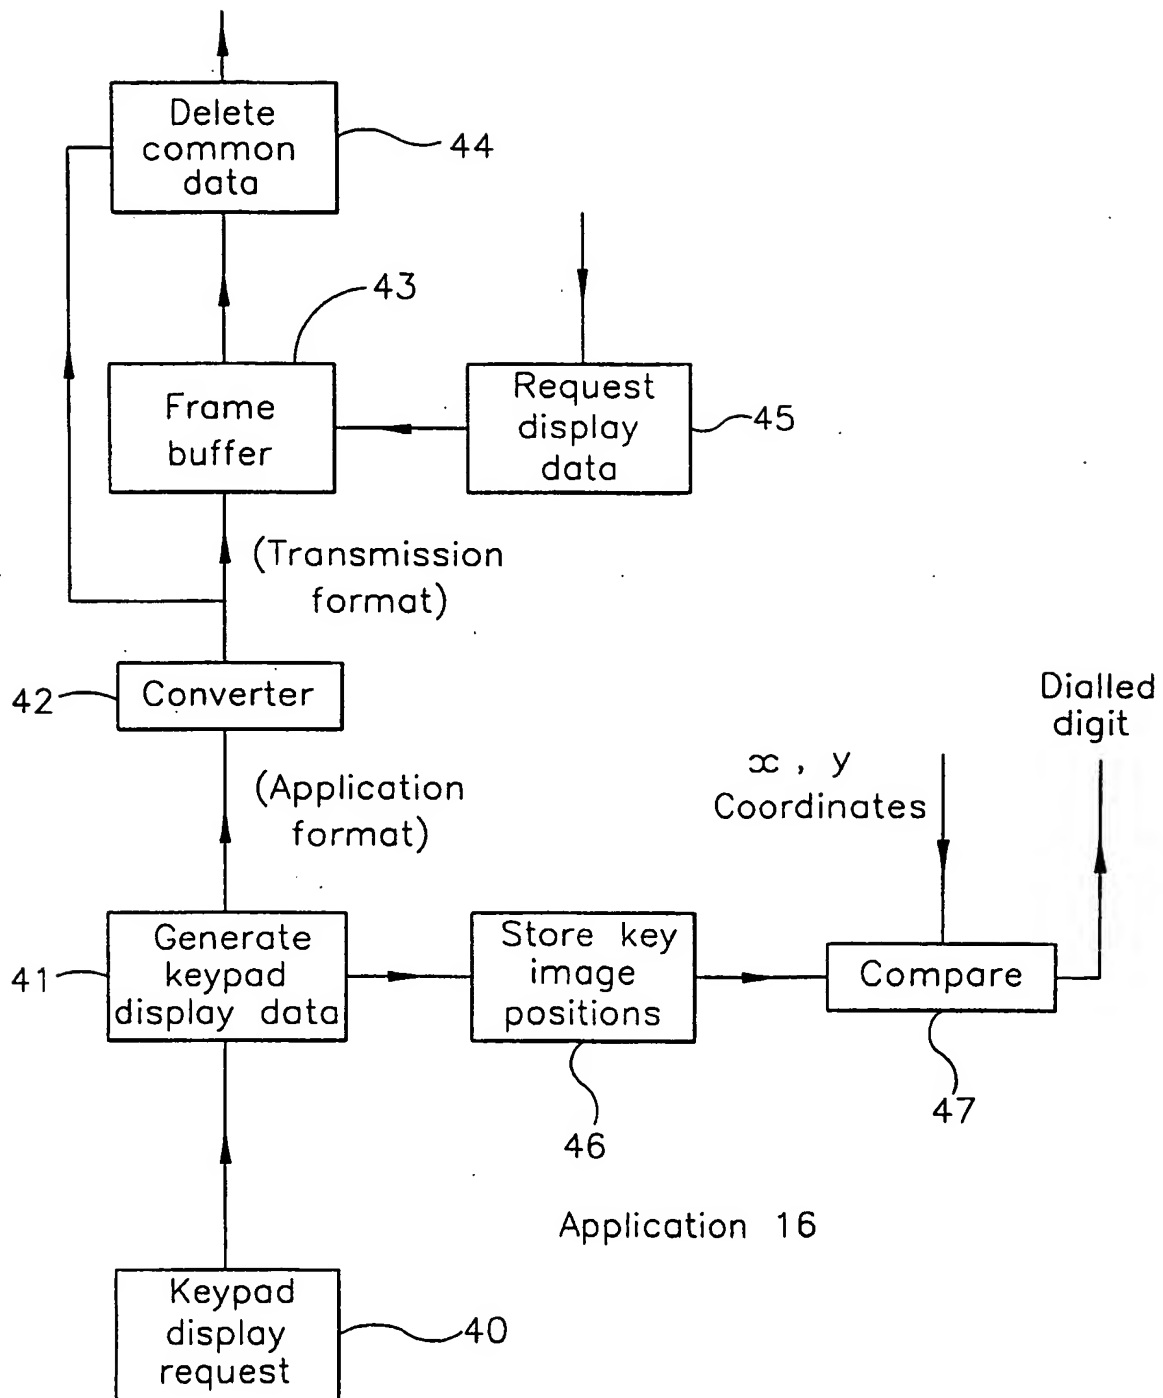 Delete
common
data
44
43
Frame
buffer
Request
display
data
45
(Transmission
format)
42
Converter
Dialled
digit
x , y
Coordinates
(Application
format)
41
Generate
keypad
display data
Store key
image
positions
Compare
46
47
Application 16
Keypad
display
request
40